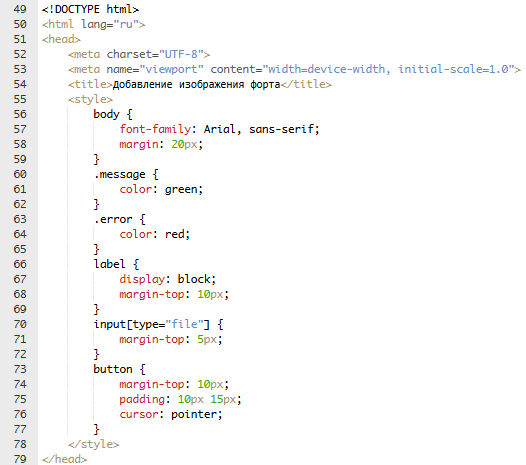 49 <!DOCTYPE html>
50 <html lang="ru">
51 <head>
52     <meta charset="UTF-8">
53     <meta name="viewport" content="width=device-width, initial-scale=1.0">
54     <title>Добавление изображения форта</title>
55     <style>
56         body {
57             font-family: Arial, sans-serif;
58             margin: 20px;
59         }
60         .message {
61             color: green;
62         }
63         .error {
64             color: red;
65         }
66         label {
67             display: block;
68             margin-top: 10px;
69         }
70         input[type="file"] {
71             margin-top: 5px;
72         }
73         button {
74             margin-top: 10px;
75             padding: 10px 15px;
76             cursor: pointer;
77         }
78     </style>
79 </head>